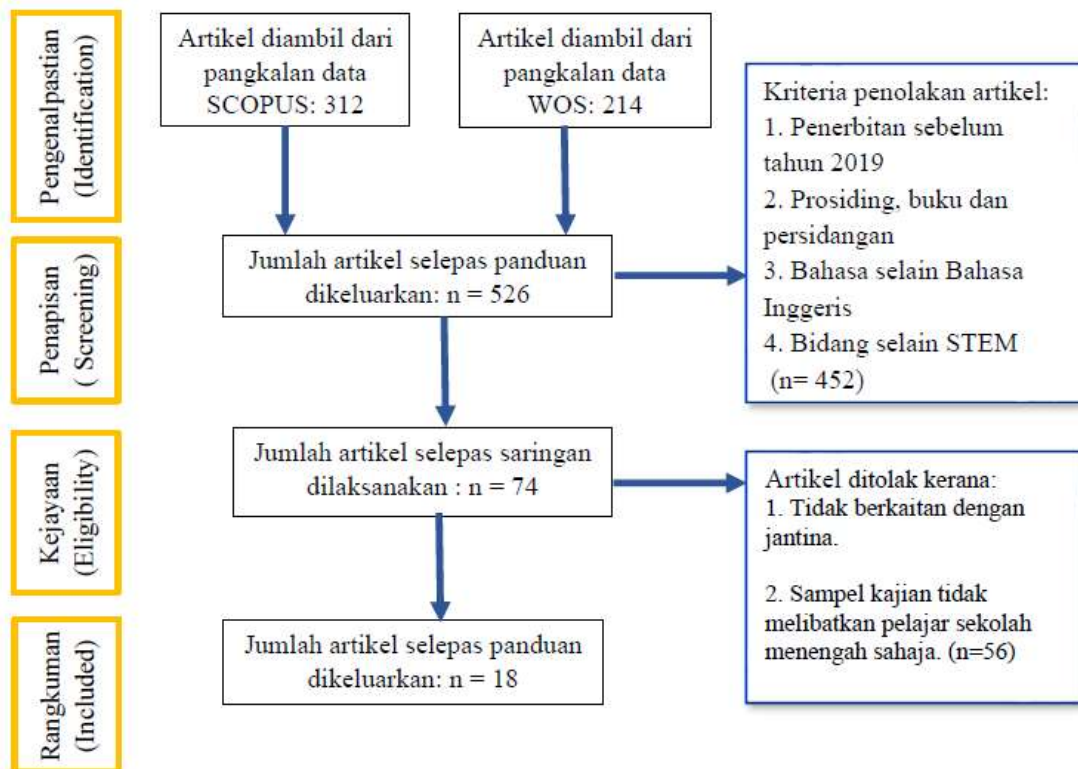 Pengenalpastian
(Identification)
Artikel diambil dari
pangkalan data
SCOPUS: 312
Artikel diambil dari
pangkalan data
WOS: 214
Kriteria penolakan artikel:
1. Penerbitan sebelum
tahun 2019
2. Prosiding, buku dan
persidangan
3. Bahasa selain Bahasa
Inggeris
4. Bidang selain STEM
(n= 452)
Penapisan
( Screening)
Jumlah artikel selepas panduan
dikeluarkan: n = 526
Kejayaan
(Eligibility)
Jumlah artikel selepas saringan
dilaksanakan : n = 74
Artikel ditolak kerana:
1. Tidak berkaitan dengan
jantina.
2. Sampel kajian tidak
melibatkan pelajar sekolah
menengah sahaja. (n=56)
Rangkuman
(Included)
Jumlah artikel selepas panduan
dikeluarkan: n = 18